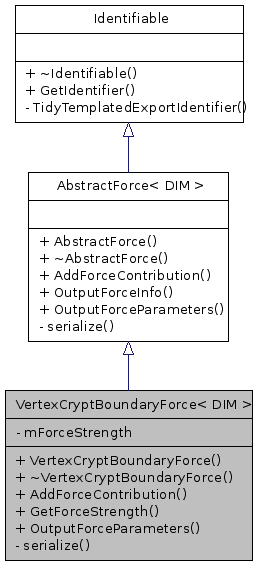 Identifiable
+ ~Identifiable()
+ GetIdentifier()
- TidyTemplatedExportIdentifier()
AbstractForce< DIM >
+ AbstractForce()
+ ~AbstractForce()
+ AddForceContribution()
+ OutputForceInfo()
+ OutputForceParameters()
- serialize()
VertexCryptBoundaryForce< DIM >
- mForceStrength
+ VertexCryptBoundaryForce()
+ ~VertexCryptBoundaryForce()
+ AddForceContribution()
+ GetForceStrength()
+ OutputForceParameters()
- serialize()